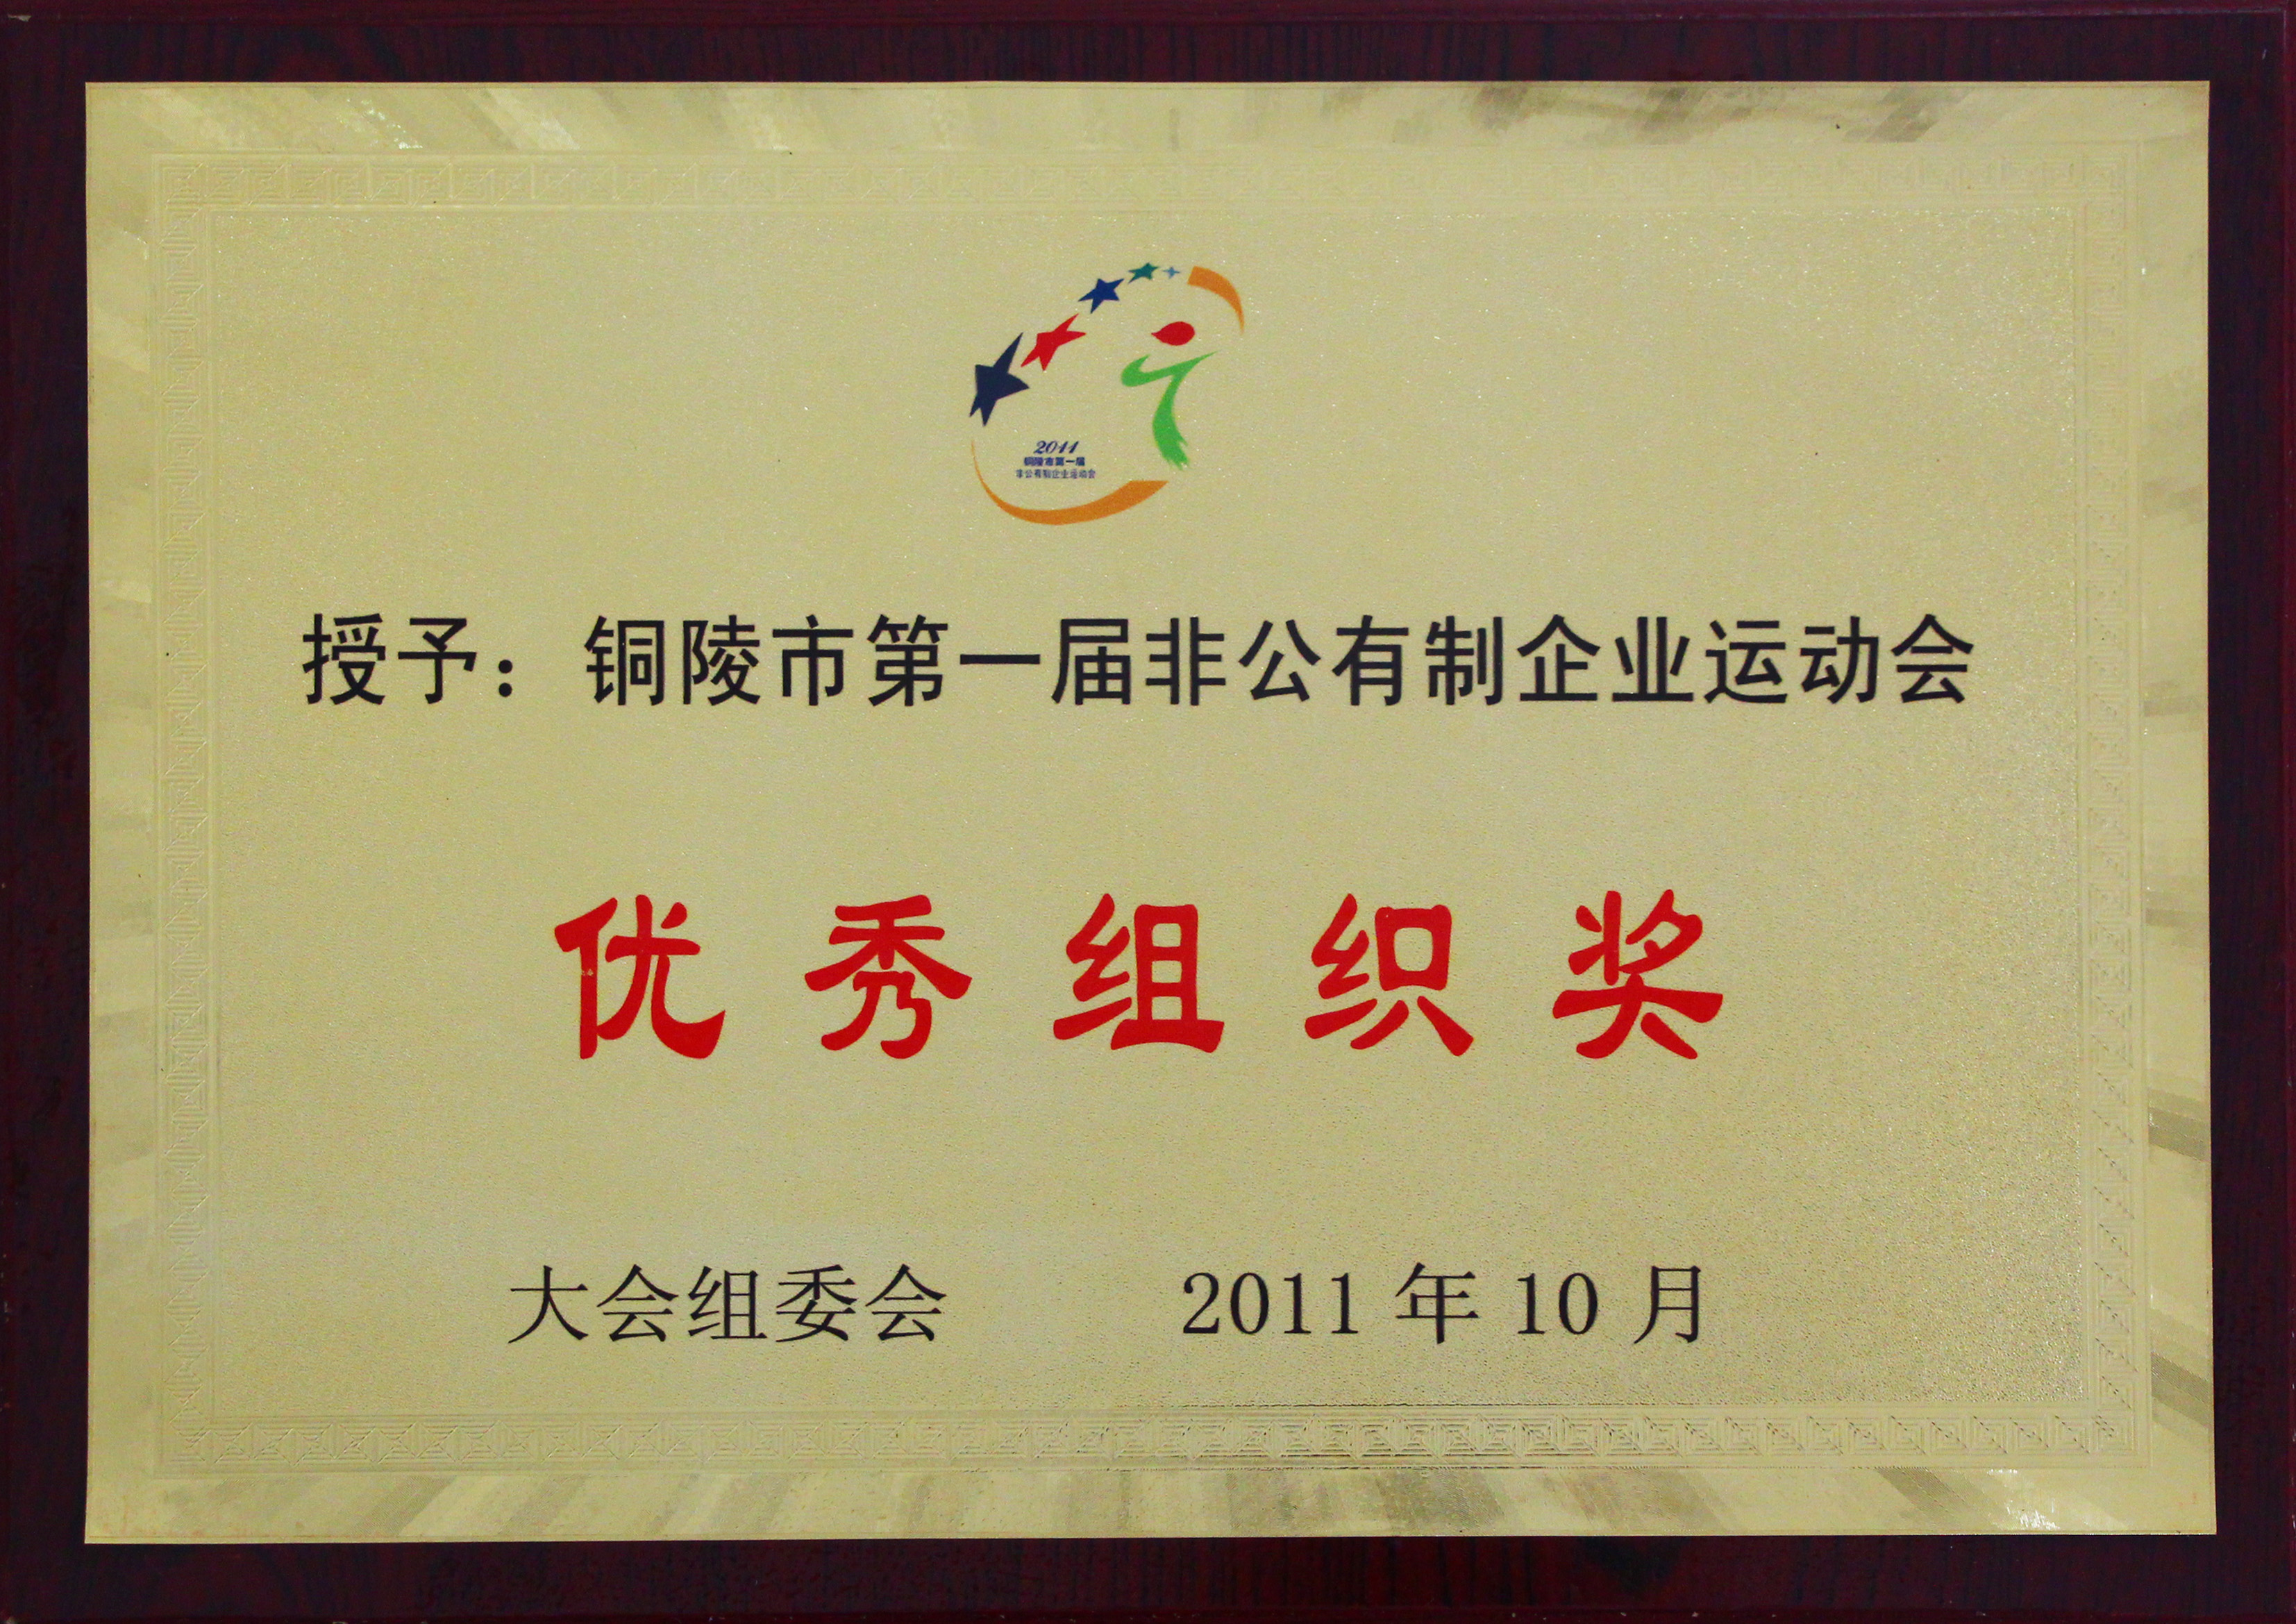 2011
铜陵市第一届
非公有制企业运动会
授予：铜陵市第一届非公有制企业运动会
优秀组织奖
大会组委会 2011年10月